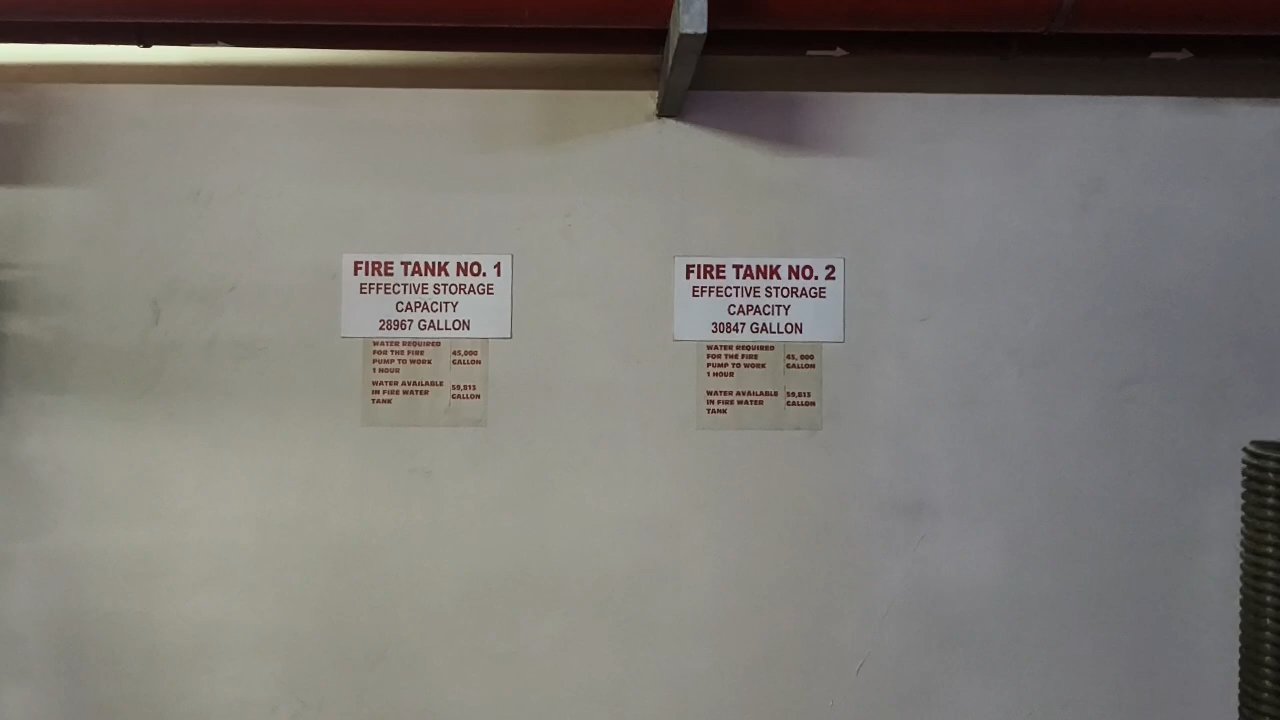 FIRE TANK NO. 1
EFFECTIVE STORAGE
CAPACITY
28967 GALLON
WATER REQUIRED
FOR THE FIRE 45,000
PUMP TO WORK GALLON
1 HOUR
WATER AVAILABLE 59,813
IN FIRE WATER GALLON
TANK
FIRE TANK NO. 2
EFFECTIVE STORAGE
CAPACITY
30847 GALLON
WATER REQUIRED
FOR THE FIRE 45, 000
PUMP TO WORK GALLON
1 HOUR
WATER AVAILABLE 59,813
IN FIRE WATER GALLON
TANK